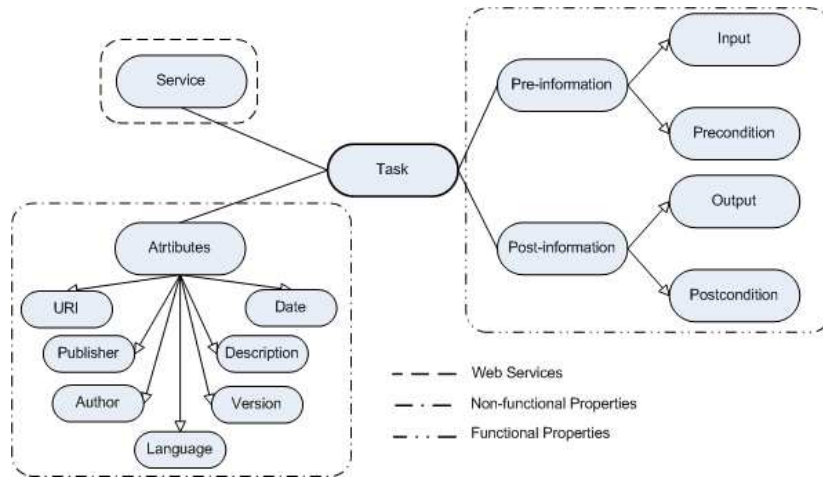 Service
Task
Pre-information
Input
Precondition
Post-information
Output
Postcondition
Atrtibutes
URI
Date
Publisher
Description
Author
Version
Language
Web Services
Non-functional Properties
Functional Properties